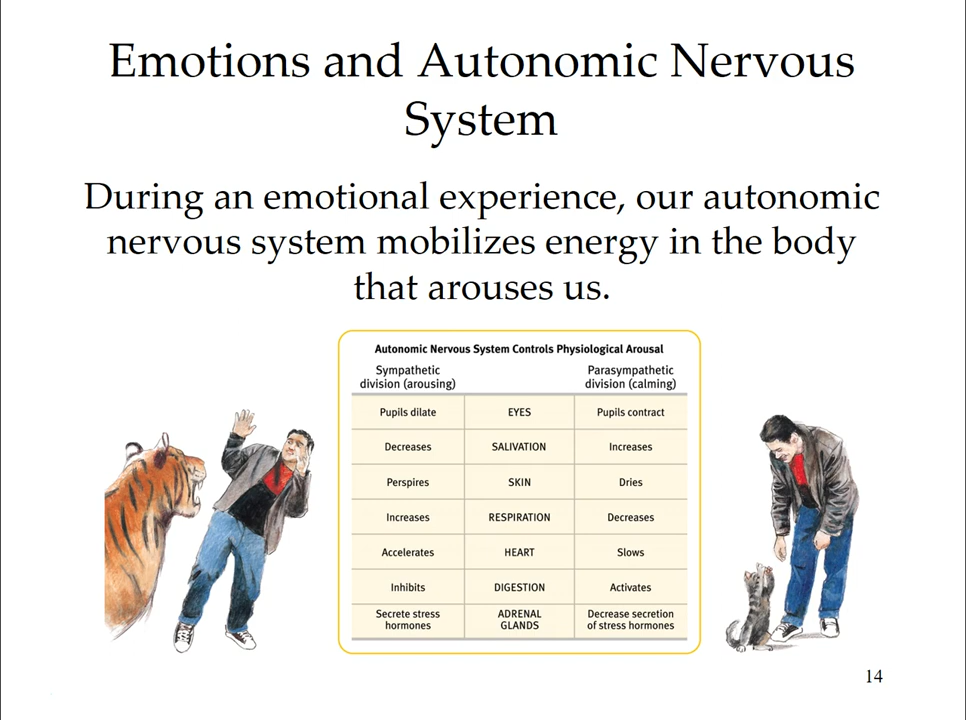 Emotions and Autonomic Nervous
System
During an emotional experience, our autonomic
nervous system mobilizes energy in the body
that arouses us.
Autonomic Nervous System Controls Physiological Arousal
Sympathetic
division (arousing)
Parasympathetic
division (calming)
Pupils dilate EYES Pupils contract
Decreases SALIVATION Increases
Perspires SKIN Dries
Increases RESPIRATION Decreases
Accelerates HEART Slows
Inhibits DIGESTION Activates
Secrete stress
hormones
ADRENAL
GLANDS
Decrease secretion
of stress hormones
14